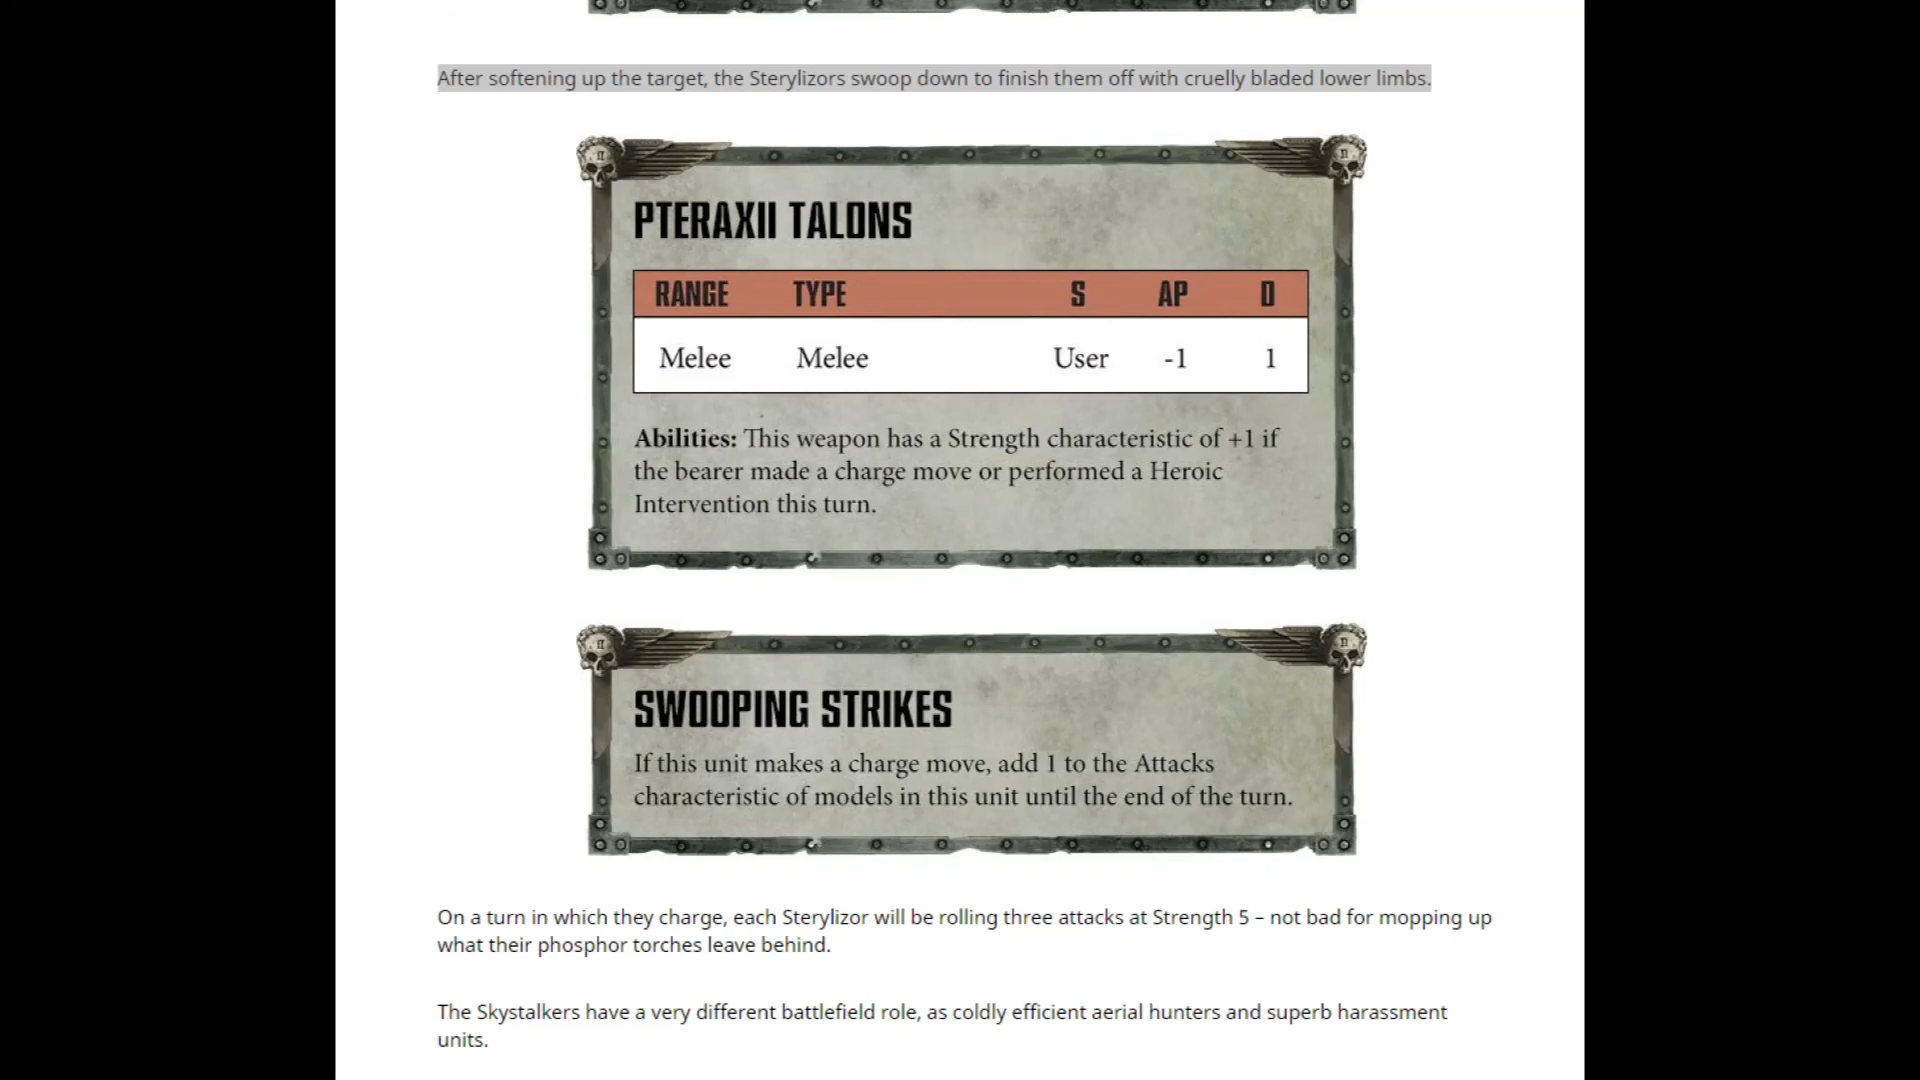 After softening up the target, the Sterylizors swoop down to finish them off with cruelly bladed lower limbs.
PTERAXII TALONS
RANGE TYPE S AP D
Melee Melee User -1 1
Abilities: This weapon has a Strength characteristic of +1 if
the bearer made a charge move or performed a Heroic
Intervention this turn.
SWOOPING STRIKES
If this unit makes a charge move, add 1 to the Attacks
characteristic of models in this unit until the end of the turn.
On a turn in which they charge, each Sterylizor will be rolling three attacks at Strength 5 – not bad for mopping up
what their phosphor torches leave behind.
The Skystalkers have a very different battlefield role, as coldly efficient aerial hunters and superb harassment
units.